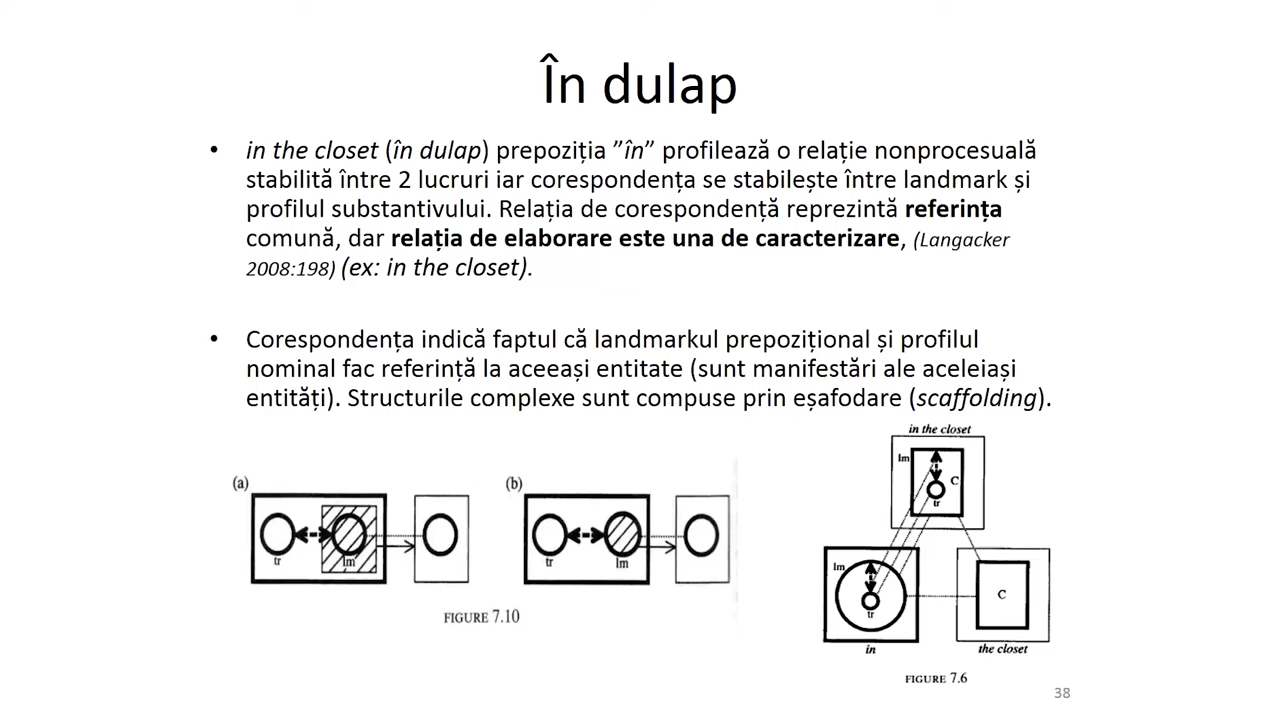 În dulap
• in the closet (în dulap) prepoziția ”în” profilează o relație nonprocesuală
stabilită între 2 lucruri iar corespondența se stabilește între landmark și
profilul substantivului. Relația de corespondență reprezintă referința
comună, dar relația de elaborare este una de caracterizare, (Langacker
2008:198) (ex: in the closet).
• Corespondența indică faptul că landmarkul prepozițional și profilul
nominal fac referință la aceeași entitate (sunt manifestări ale aceleiași
entități). Structurile complexe sunt compuse prin eșafodare (scaffolding).
(a)
tr
lm
(b)
tr
lm
FIGURE 7.10
in the closet
lm
C
tr
lm
tr
C
in
the closet
FIGURE 7.6
38